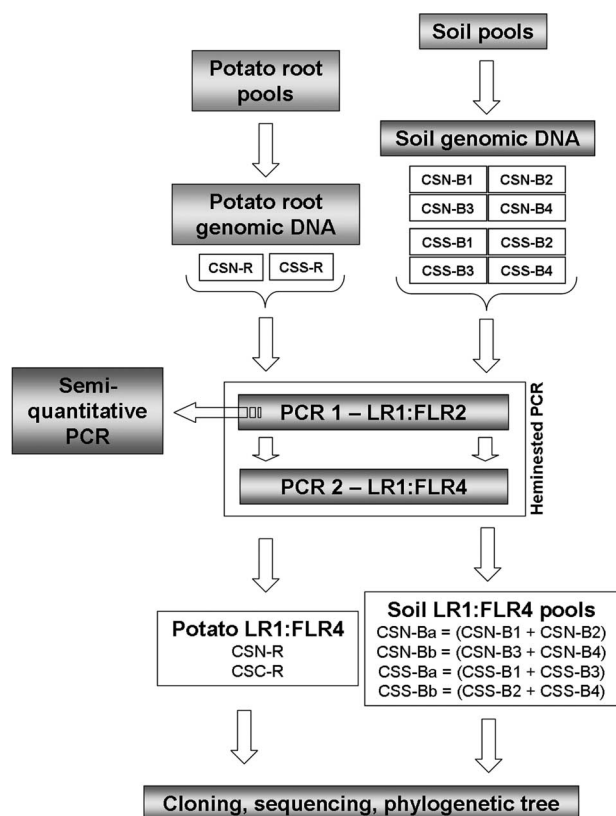 Soil pools
Potato root
pools
Soil genomic DNA
CSN-B1 CSN-B2
CSN-B3 CSN-B4
CSS-B1 CSS-B2
CSS-B3 CSS-B4
Potato root
genomic DNA
CSN-R CSS-R
Semi-
quantitative
PCR
PCR 1 – LR1:FLR2
PCR 2 – LR1:FLR4
Heminested PCR
Potato LR1:FLR4
CSN-R
CSC-R
Soil LR1:FLR4 pools
CSN-Ba = (CSN-B1 + CSN-B2)
CSN-Bb = (CSN-B3 + CSN-B4)
CSS-Ba = (CSS-B1 + CSS-B3)
CSS-Bb = (CSS-B2 + CSS-B4)
Cloning, sequencing, phylogenetic tree